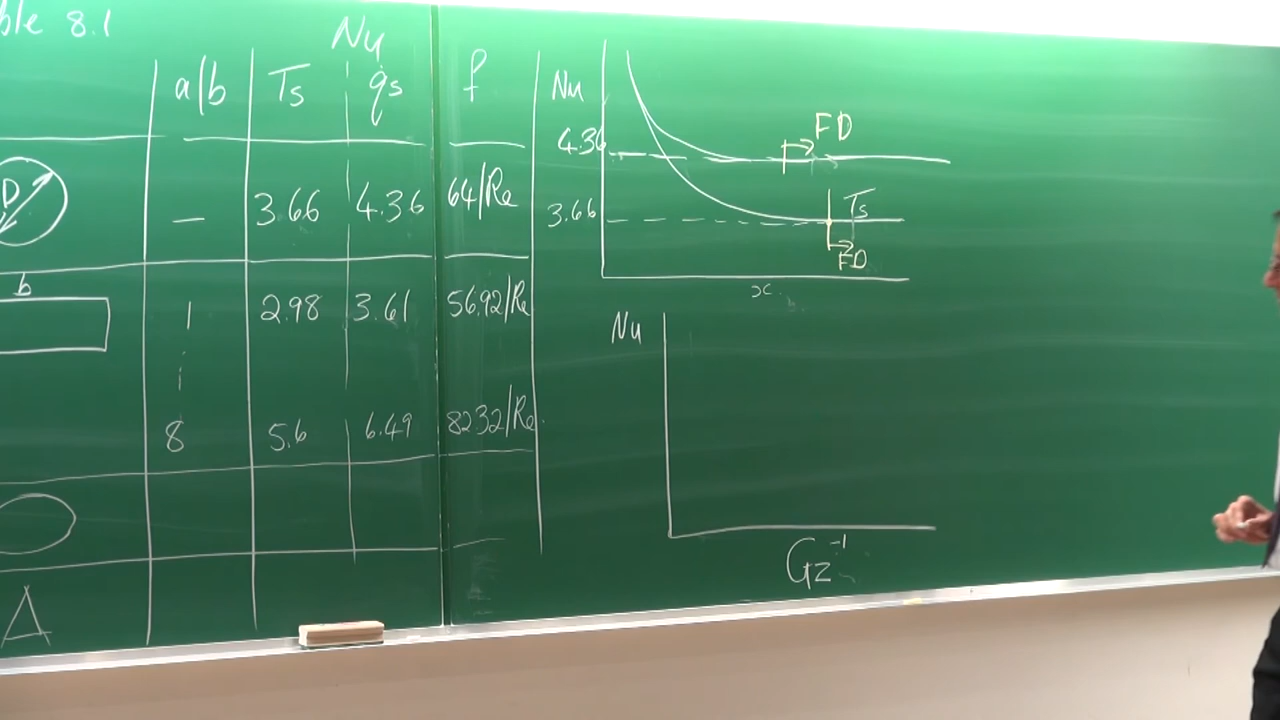 ble 8.1
Nu
a/b Ts q̇s f
D — 3.66 4.36 64/Re
b
1 2.98 3.61 56.92/Re
8 5.6 6.49 82.32/Re
Nu
4.36
FD
3.66
Ts
FD
x
Nu
Gz⁻¹